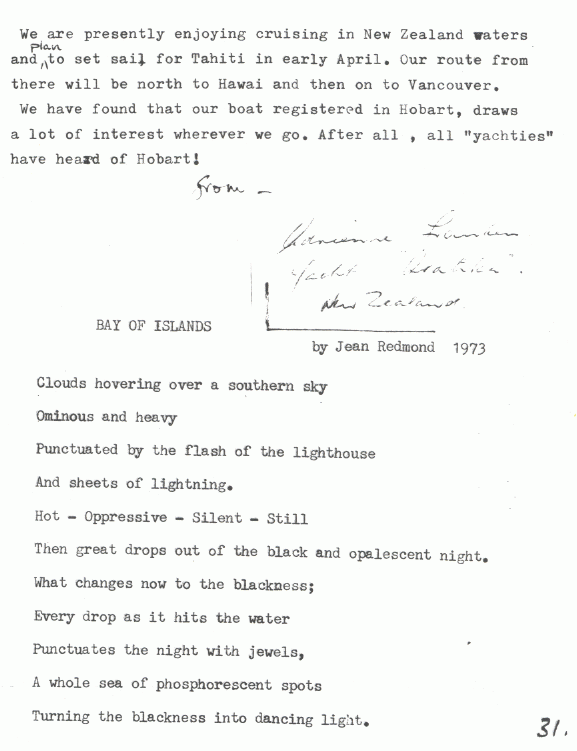 We are presently enjoying cruising in New Zealand waters
and plan to set sail for Tahiti in early April. Our route from
there will be north to Hawai and then on to Vancouver.
We have found that our boat registered in Hobart, draws
a lot of interest wherever we go. After all , all "yachties"
have heard of Hobart!
from -
Adrienne
Yacht
New Zealand.
BAY OF ISLANDS
by Jean Redmond 1973
Clouds hovering over a southern sky
Ominous and heavy
Punctuated by the flash of the lighthouse
And sheets of lightning.
Hot - Oppressive - Silent - Still
Then great drops out of the black and opalescent night.
What changes now to the blackness;
Every drop as it hits the water
Punctuates the night with jewels,
A whole sea of phosphorescent spots
Turning the blackness into dancing light.
31.